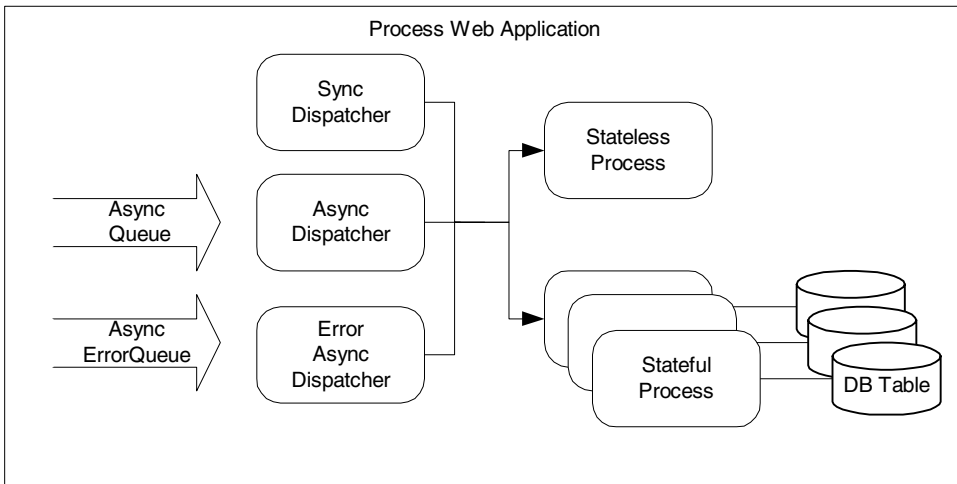 Process Web Application
Sync
Dispatcher
Stateless
Process
Async
Queue
Async
Dispatcher
Async
ErrorQueue
Error
Async
Dispatcher
Stateful
Process
DB Table